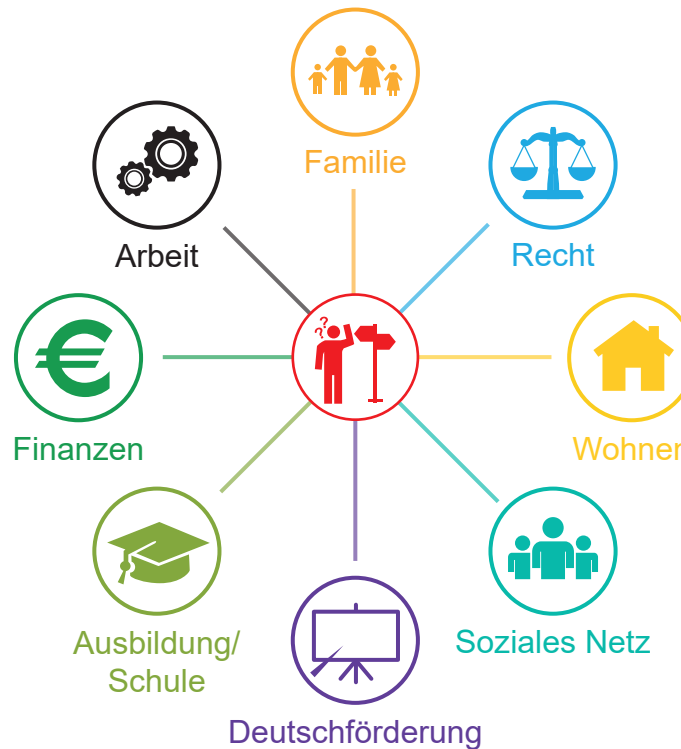 Familie
Arbeit
Recht
??
€
Finanzen
Wohnen
Ausbildung/
Schule
Soziales Netz
Deutschförderung